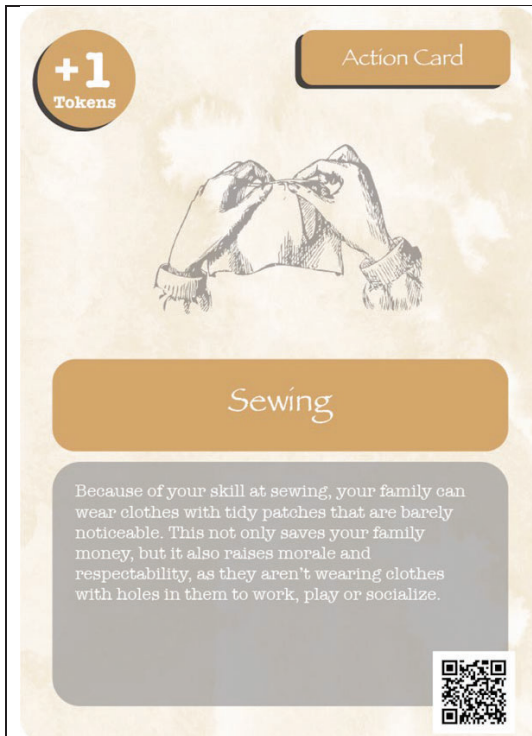 +1
Tokens
Action Card
Sewing
Because of your skill at sewing, your family can
wear clothes with tidy patches that are barely
noticeable. This not only saves your family
money, but it also raises morale and
respectability, as they aren't wearing clothes
with holes in them to work, play or socialize.